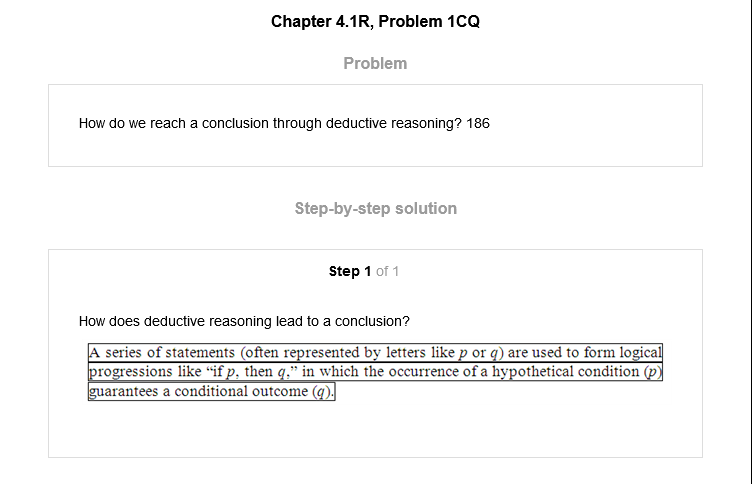 Chapter 4.1R, Problem 1CQ
Problem
How do we reach a conclusion through deductive reasoning? 186
Step-by-step solution
Step 1 of 1
How does deductive reasoning lead to a conclusion?
A series of statements (often represented by letters like p or q) are used to form logical
progressions like “if p, then q,” in which the occurrence of a hypothetical condition (p)
guarantees a conditional outcome (q).